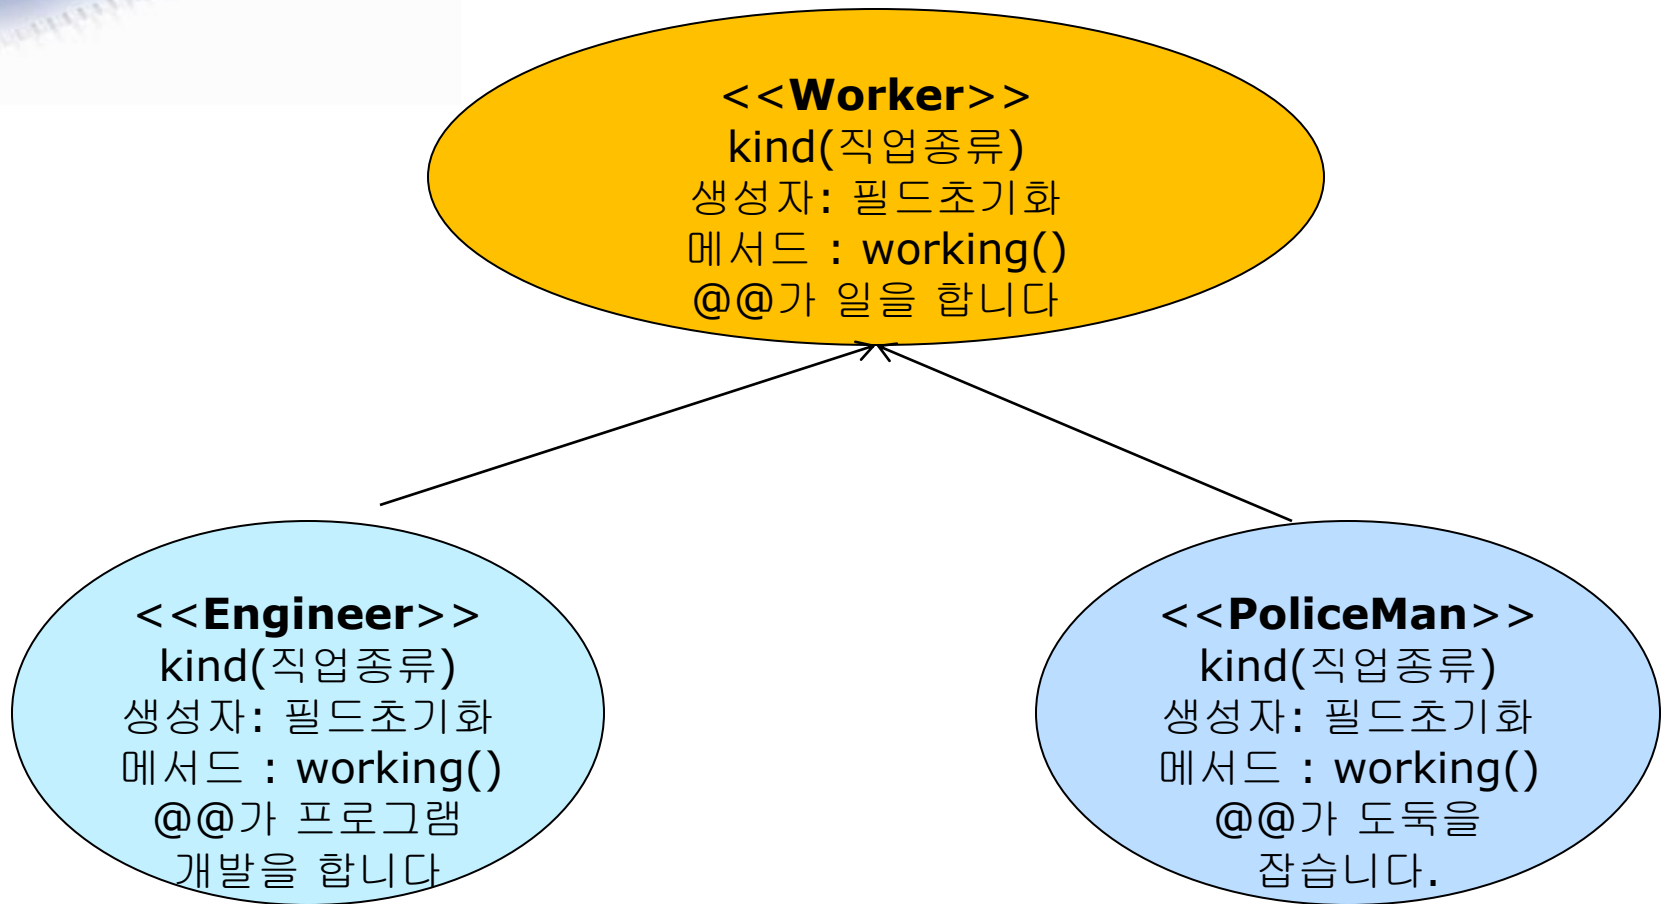 <<Worker>>
kind(직업종류)
생성자: 필드초기화
메서드 : working()
@@가 일을 합니다
<<Engineer>>
kind(직업종류)
생성자: 필드초기화
메서드 : working()
@@가 프로그램
개발을 합니다
<<PoliceMan>>
kind(직업종류)
생성자: 필드초기화
메서드 : working()
@@가 도둑을
잡습니다.